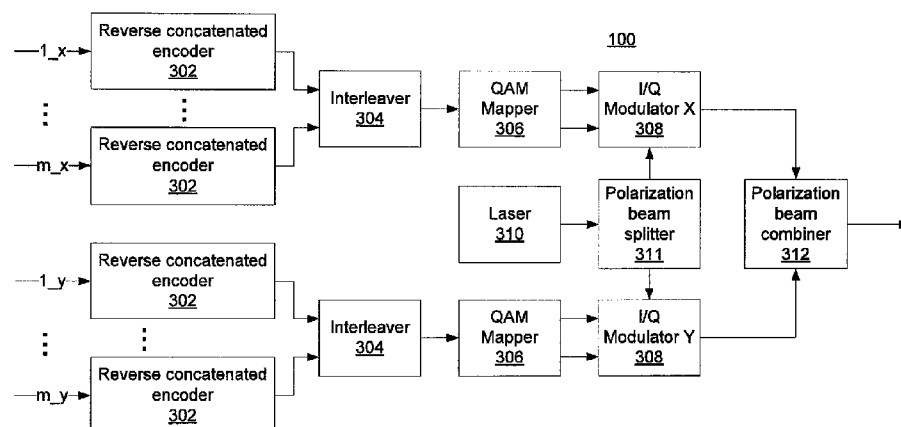 100
1_x
Reverse concatenated
encoder
302
m_x
Reverse concatenated
encoder
302
Interleaver
304
QAM
Mapper
306
I/Q
Modulator X
308
Laser
310
Polarization
beam
splitter
311
Polarization
beam
combiner
312
1_y
Reverse concatenated
encoder
302
m_y
Reverse concatenated
encoder
302
Interleaver
304
QAM
Mapper
306
I/Q
Modulator Y
308